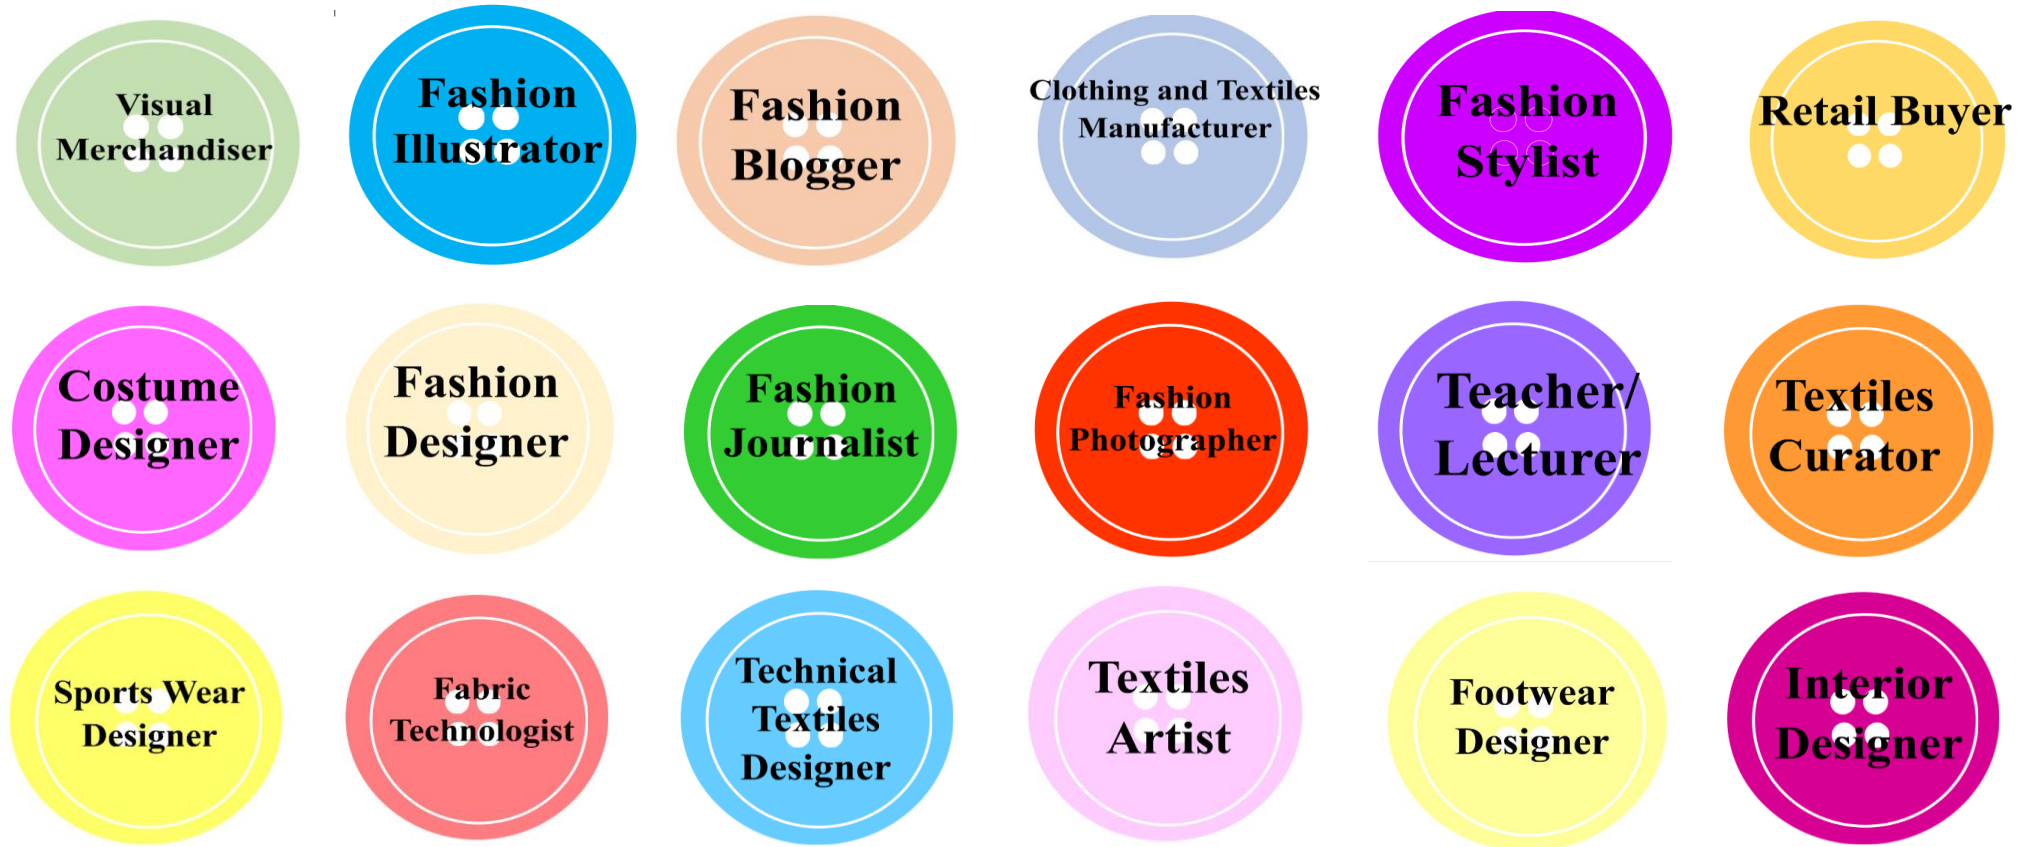 Visual
Merchandiser
Fashion
Illustrator
Fashion
Blogger
Clothing and Textiles
Manufacturer
Fashion
Stylist
Retail Buyer
Costume
Designer
Fashion
Designer
Fashion
Journalist
Fashion
Photographer
Teacher/
Lecturer
Textiles
Curator
Sports Wear
Designer
Fabric
Technologist
Technical
Textiles
Designer
Textiles
Artist
Footwear
Designer
Interior
Designer